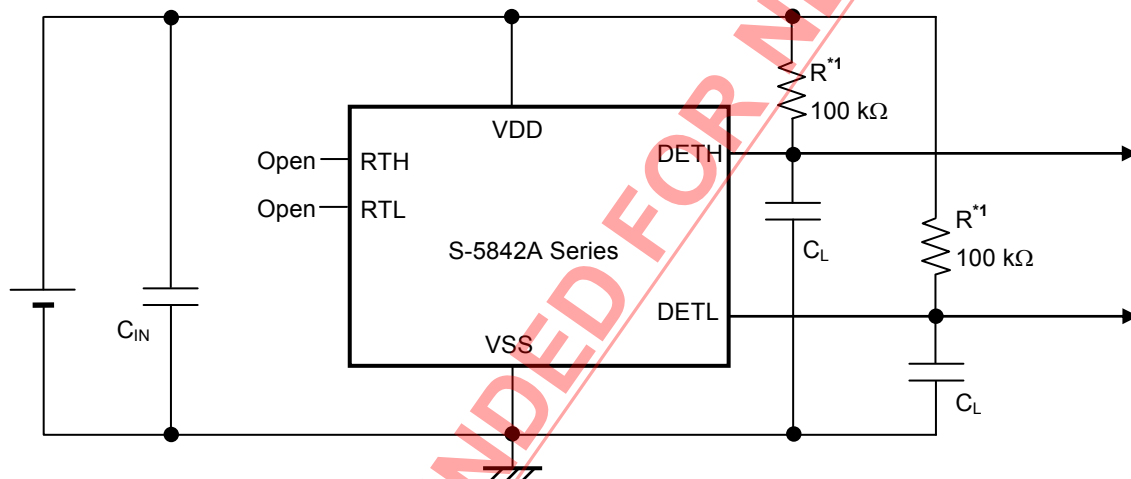 R*1
100 kΩ
VDD
Open
RTH
DETH
Open
RTL
R*1
100 kΩ
S-5842A Series
CL
CIN
DETL
VSS
CL
NDED FOR N